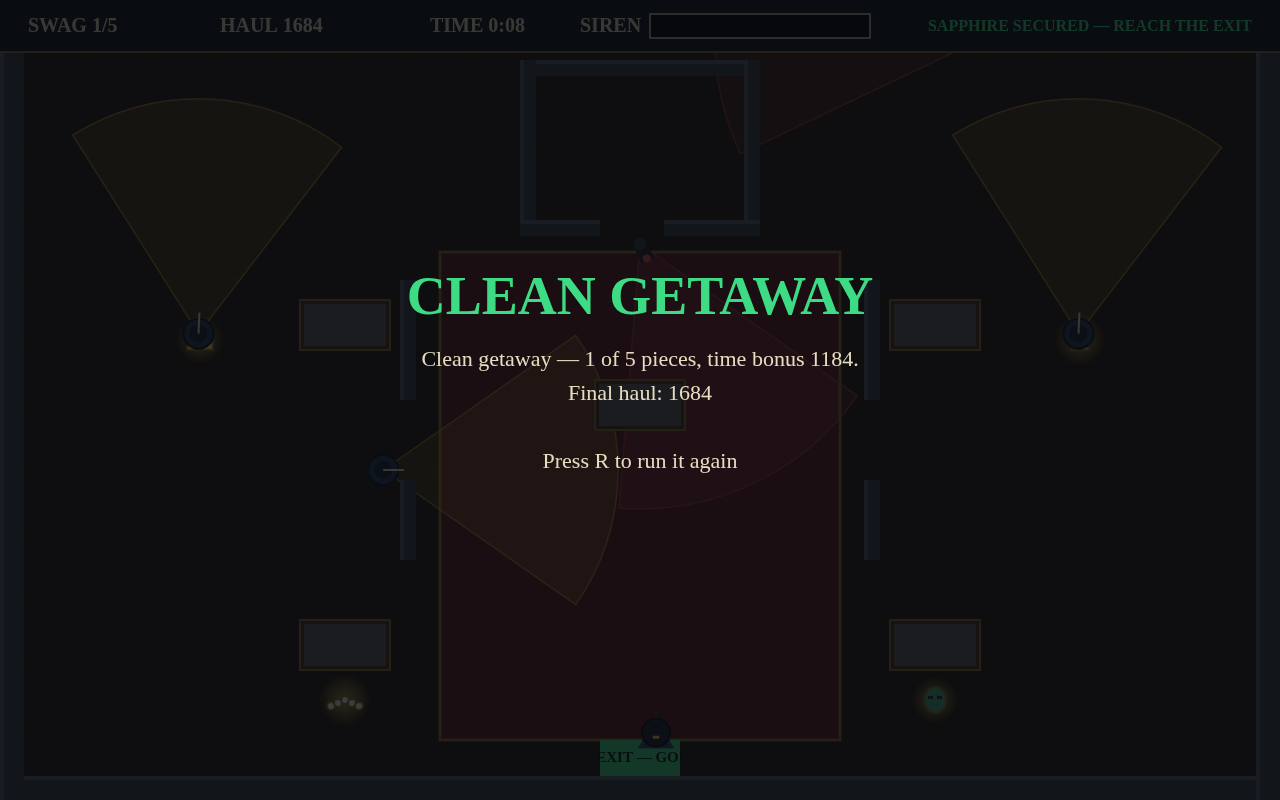 SWAG 1/5
HAUL 1684
TIME 0:08
SIREN
SAPPHIRE SECURED — REACH THE EXIT
CLEAN GETAWAY
Clean getaway — 1 of 5 pieces, time bonus 1184.
Final haul: 1684
Press R to run it again
EXIT — GO